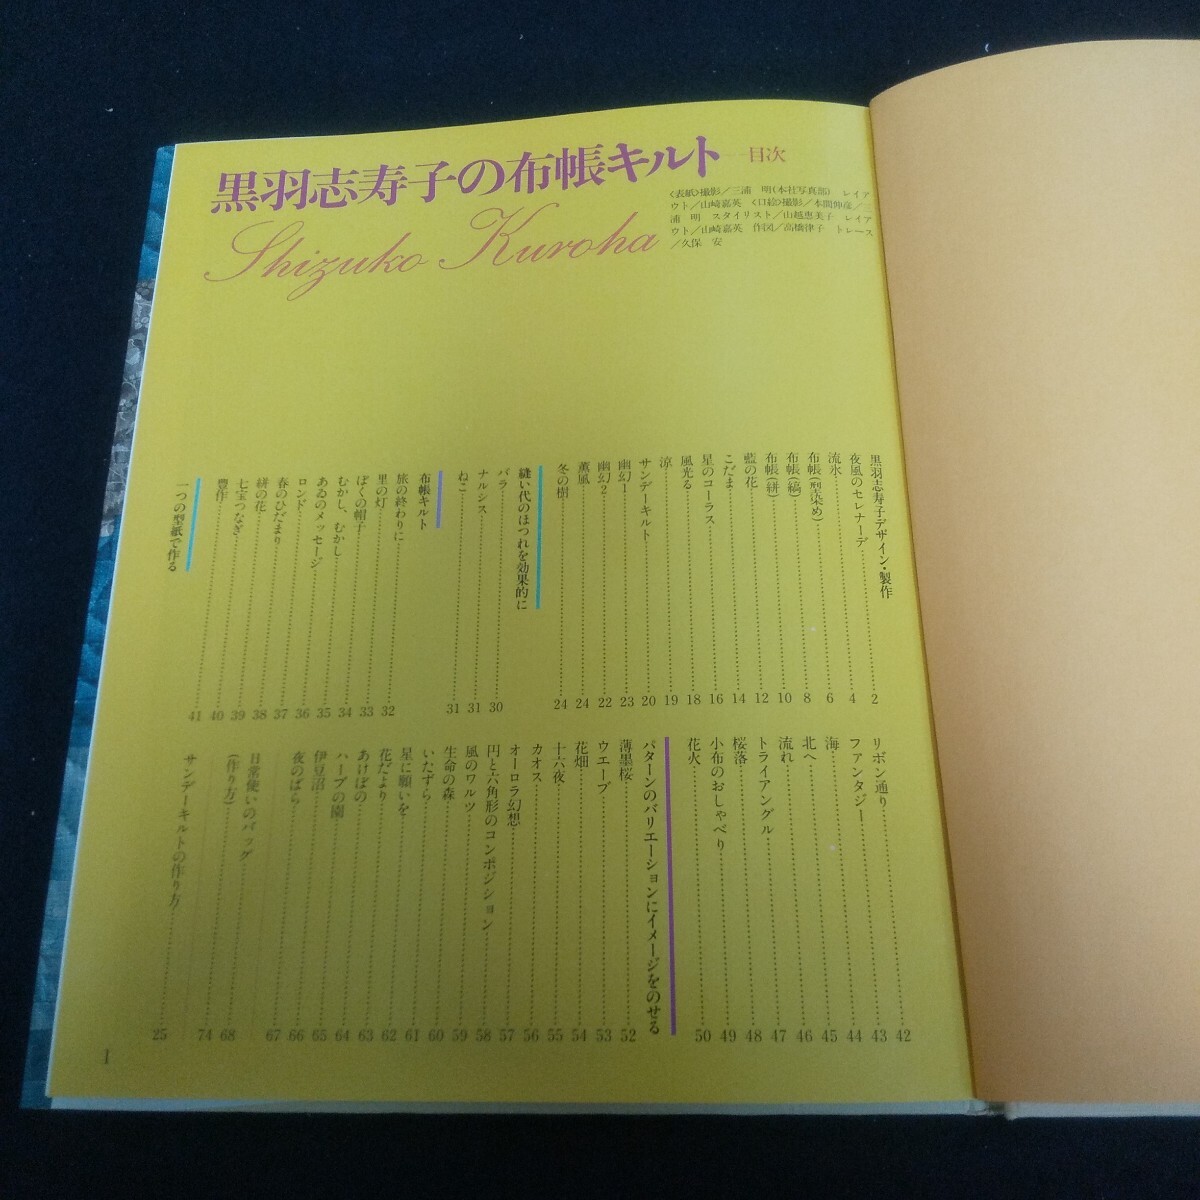 黒羽志寿子の布帳キルト――目次
Shizuko Kuroha
〈表紙〉撮影／三浦 明(本社写真部) レイア
ウト／山崎嘉英 〈口絵〉撮影／本間伸彦／三
浦 明 スタイリスト／山越恵美子 レイア
ウト／山崎嘉英 作図／高橋律子 トレース
／久保 安
黒羽志寿子デザイン・製作
夜風のセレナーデ……2
流氷……4
布帳(型染め)……6
布帳(縞)……8
布帳(絣)……10
藍の花……12
こだま……14
星のコーラス……16
風光る……18
涼……19
サンデーキルト……20
幽幻1……23
幽幻2……22
薫風……24
冬の樹……24
縫い代のほつれを効果的に
バラ……30
ナルシス……31
ねこ……31
布帳キルト
旅の終わりに……32
里の灯……33
ぼくの帽子……34
むかし、むかし……35
あゐのメッセージ……36
ロンド……37
春のひだまり……38
絣の花……39
七宝つなぎ……40
豊作……41
一つの型紙で作る
リボン通り……42
ファンタジー……43
海……44
北へ……45
流れ……46
トライアングル……47
桜落……48
小布のおしゃべり……49
花火……50
パターンのバリエーションにイメージをのせる
薄墨桜……52
ウエーブ……53
花畑……54
十六夜……55
カオス……56
オーロラ幻想……57
円と六角形のコンポジション……58
風のワルツ……59
生命の森……60
いたずら……61
星に願いを……62
花だより……63
あけぼの……64
ハーブの園……65
伊豆沼……66
夜のばら……67
日常使いのバッグ……68
(作り方)……74
サンデーキルトの作り方……25
1